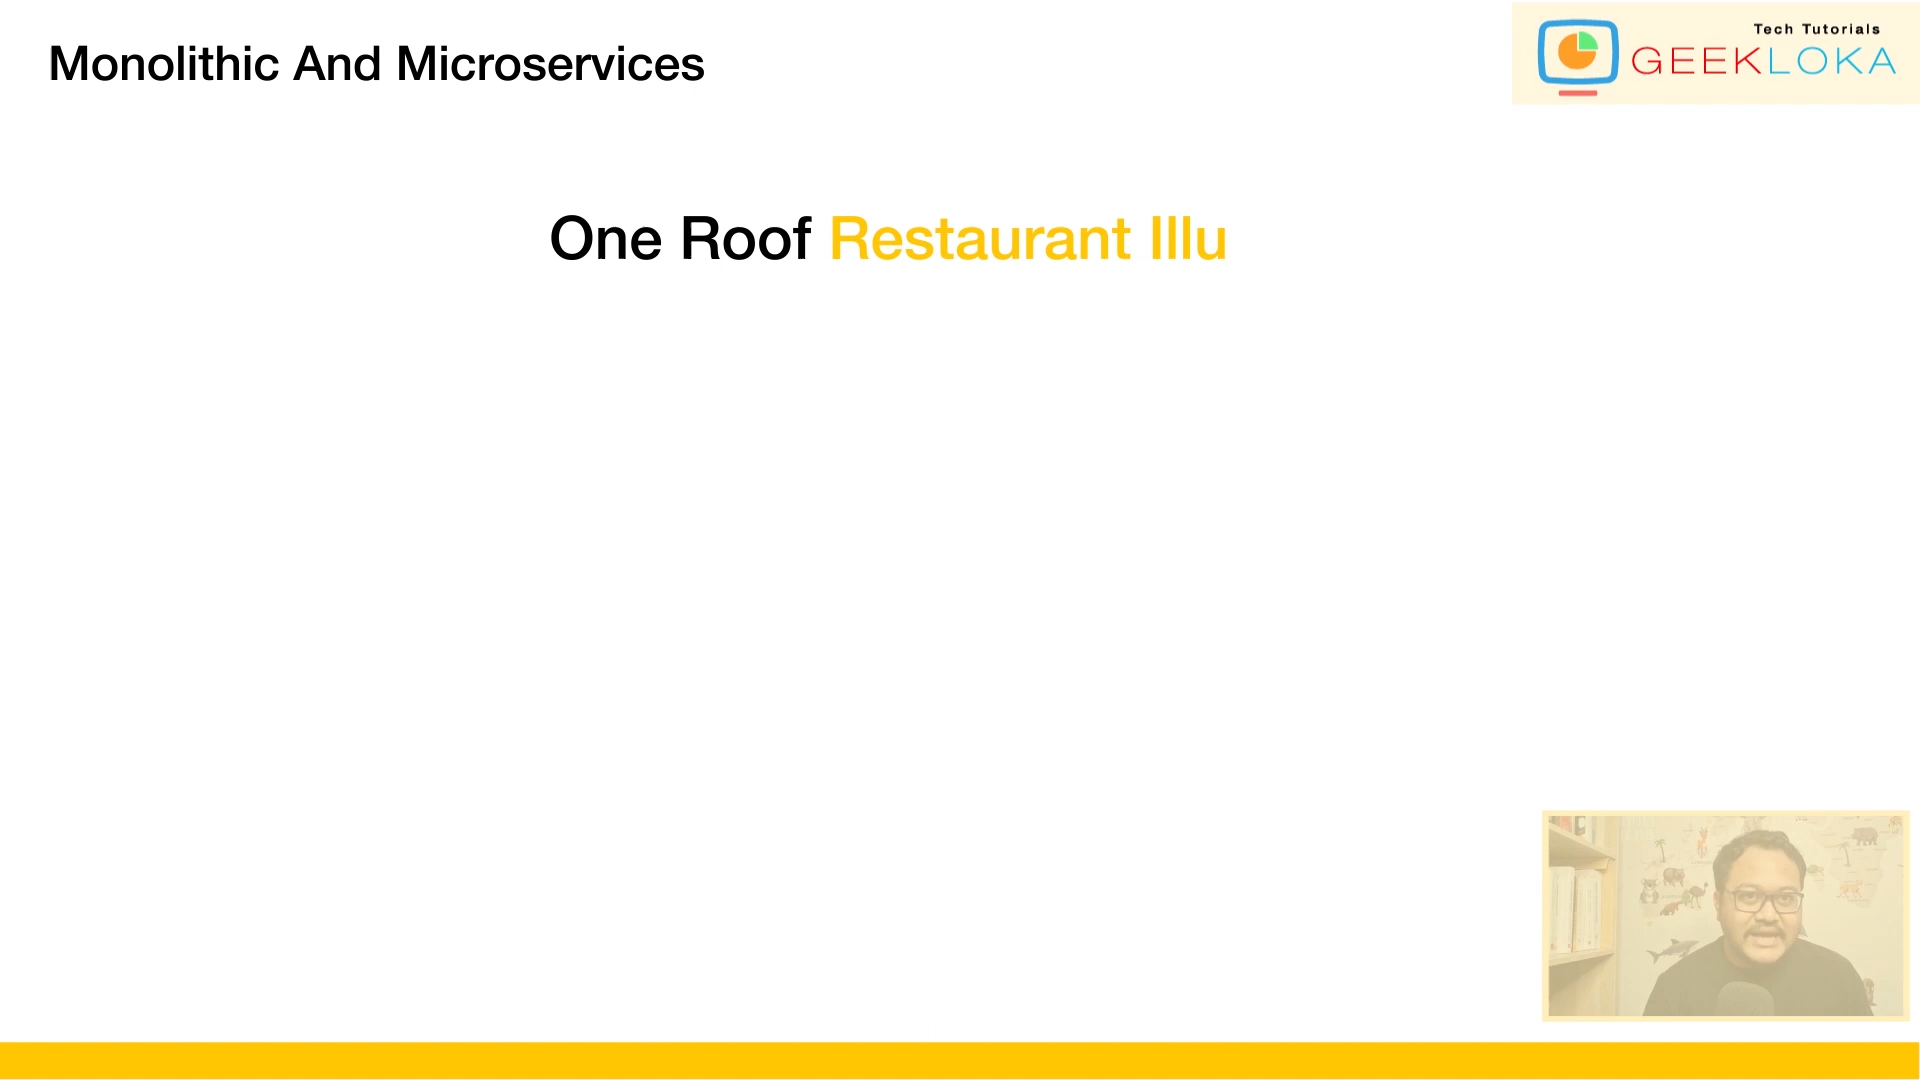 Monolithic And Microservices
Tech Tutorials
GEEKLOKA
One Roof Restaurant Illu